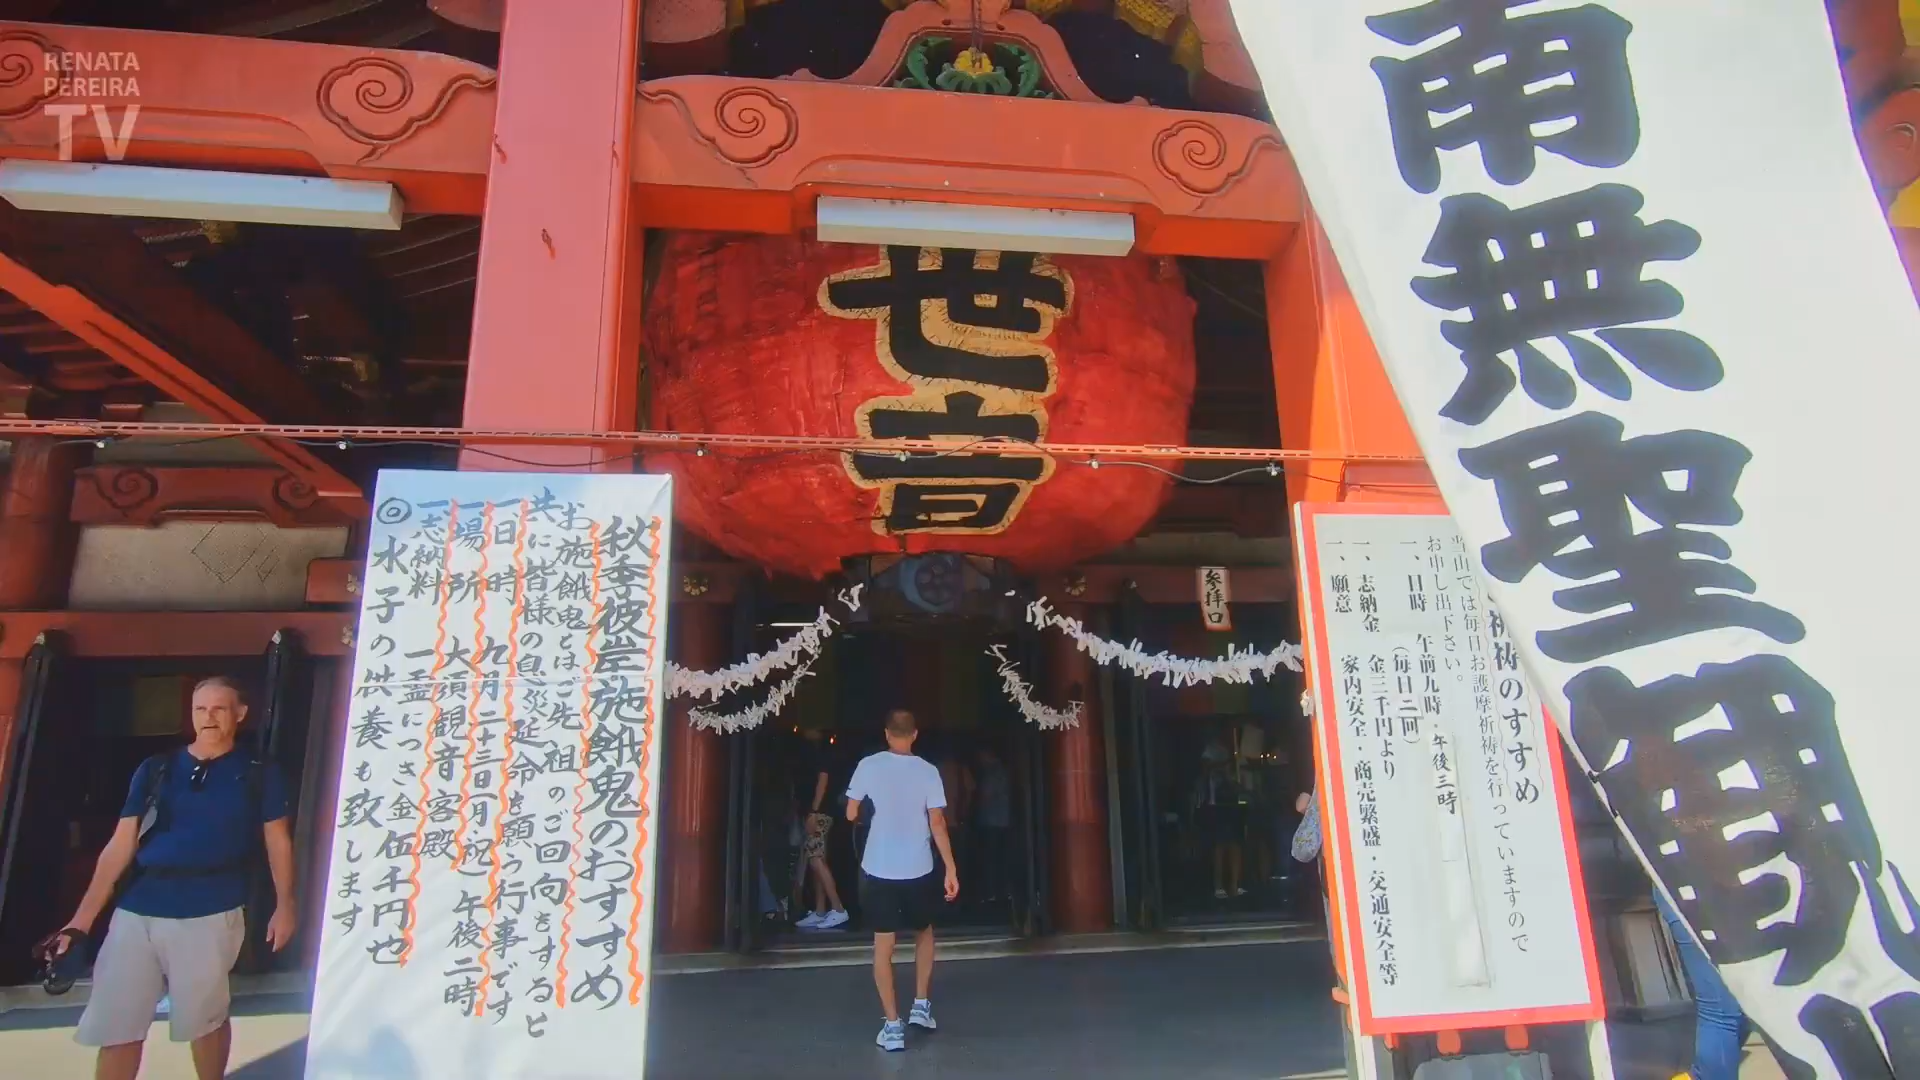 RENATA
PEREIRA
TV
世音
参拝口
秋季彼岸施餓鬼のおすすめ
お施餓鬼とはご先祖のご回向をすると
共に皆様の息災延命を願う行事です
一、日時 九月二十三日(月・祝)午後二時
一、場所 大須観音客殿
一、志納料 一霊につき金伍千円也
◎水子の供養も致します
祈祷のすすめ
当山では毎日お護摩祈祷を行っていますので
お申し出下さい。
一、日時 午前九時・午後三時
(毎日二回)
一、志納金 金三千円より
一、願意 家内安全・商売繁盛・交通安全等
南無聖観